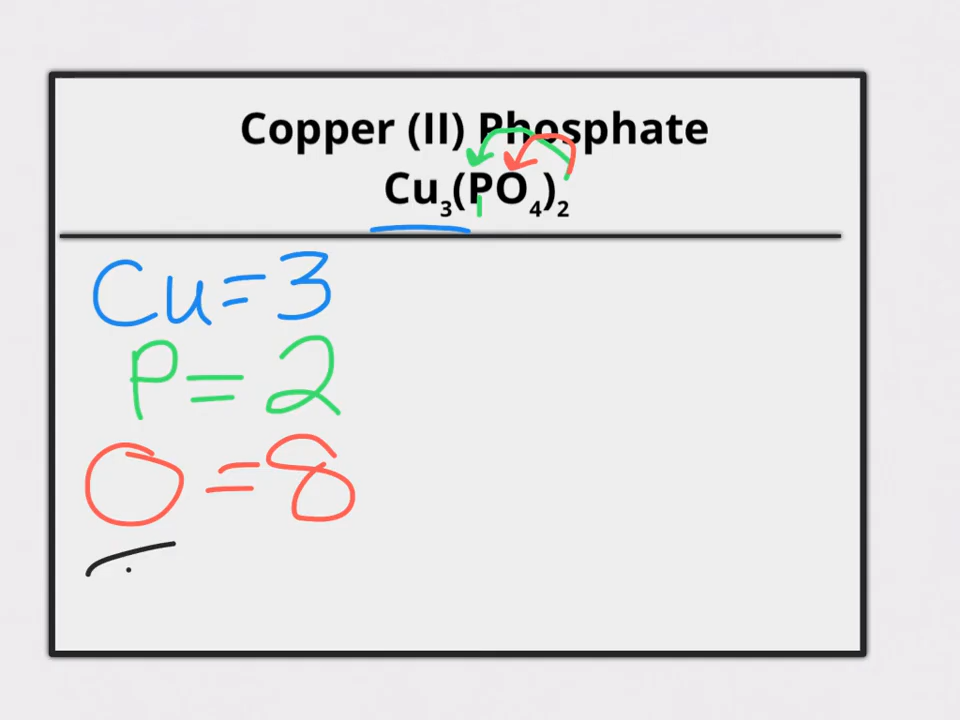 Copper (II) Phosphate
Cu₃(PO₄)₂
Cu=3
P=2
O=8